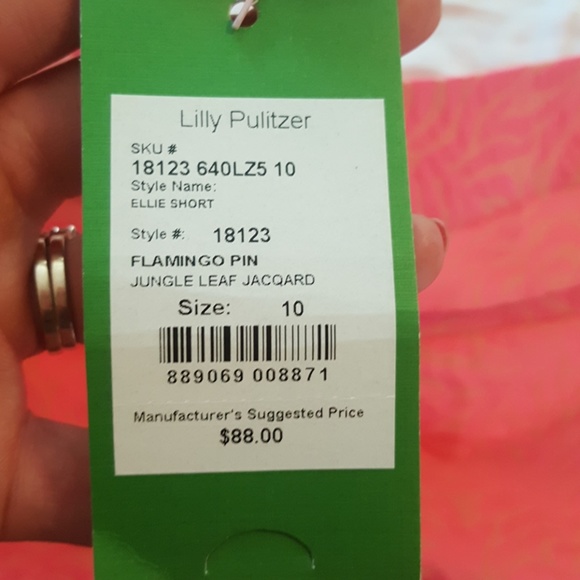 Lilly Pulitzer
SKU #
18123 640LZ5 10
Style Name:
ELLIE SHORT
Style #: 18123
FLAMINGO PIN
JUNGLE LEAF JACQARD
Size: 10
889069 008871
Manufacturer's Suggested Price
$88.00